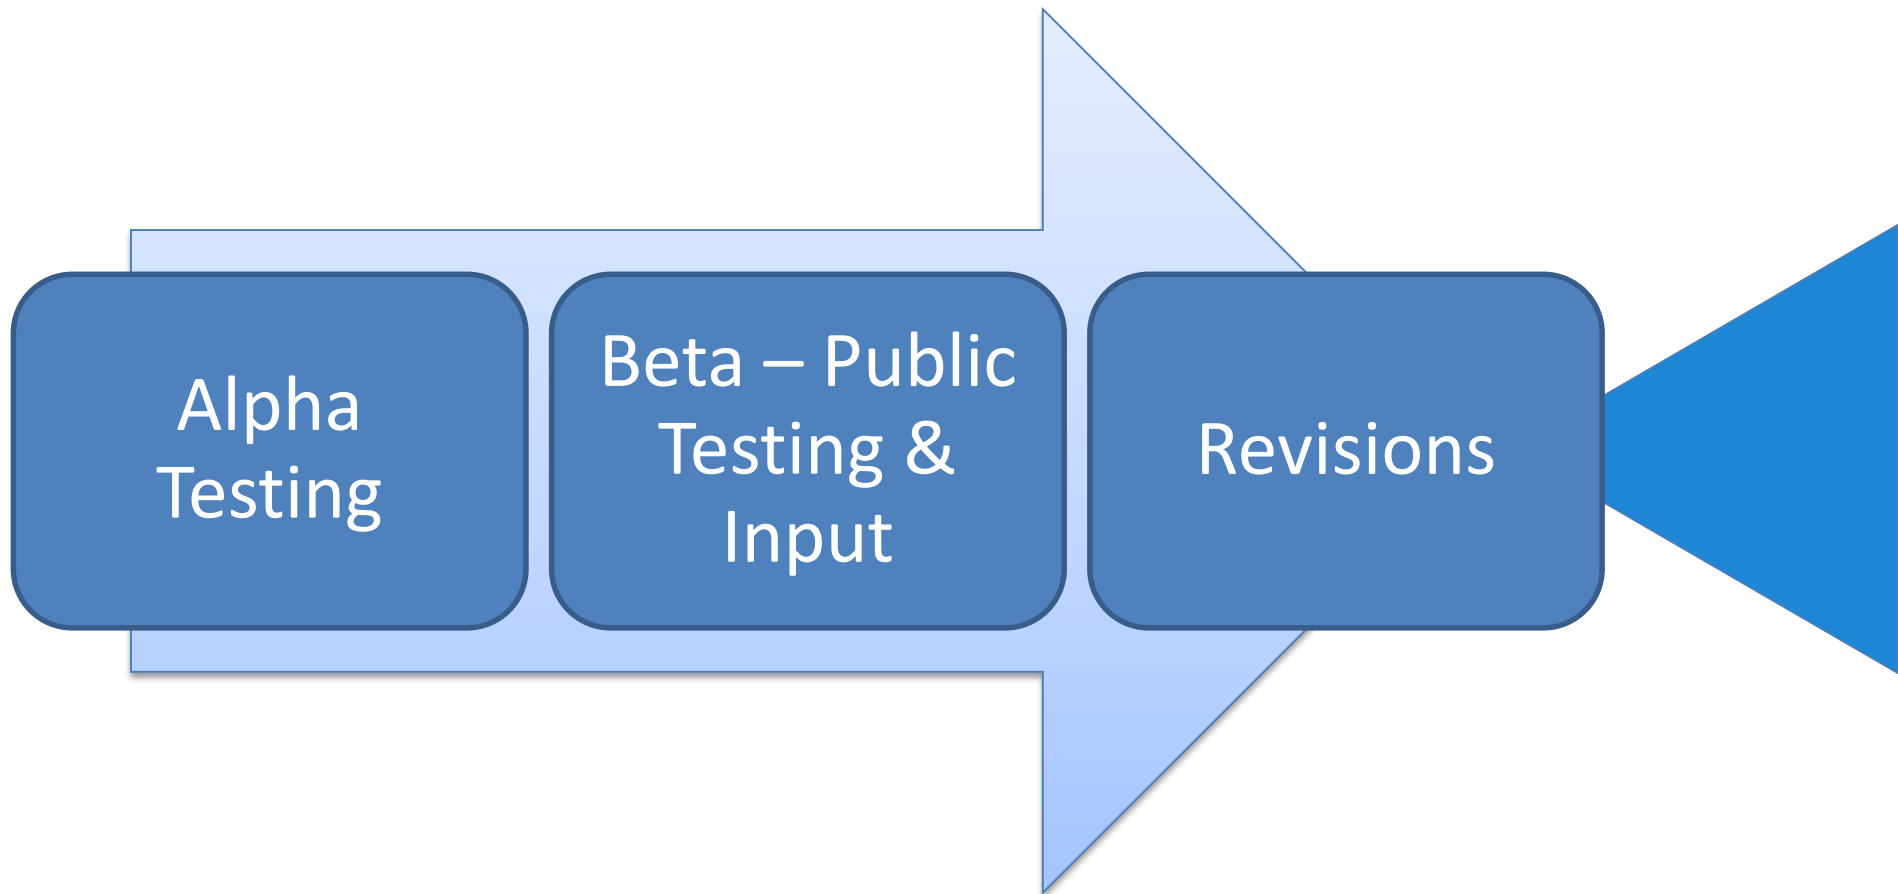 Alpha
Testing
Beta – Public
Testing &
Input
Revisions